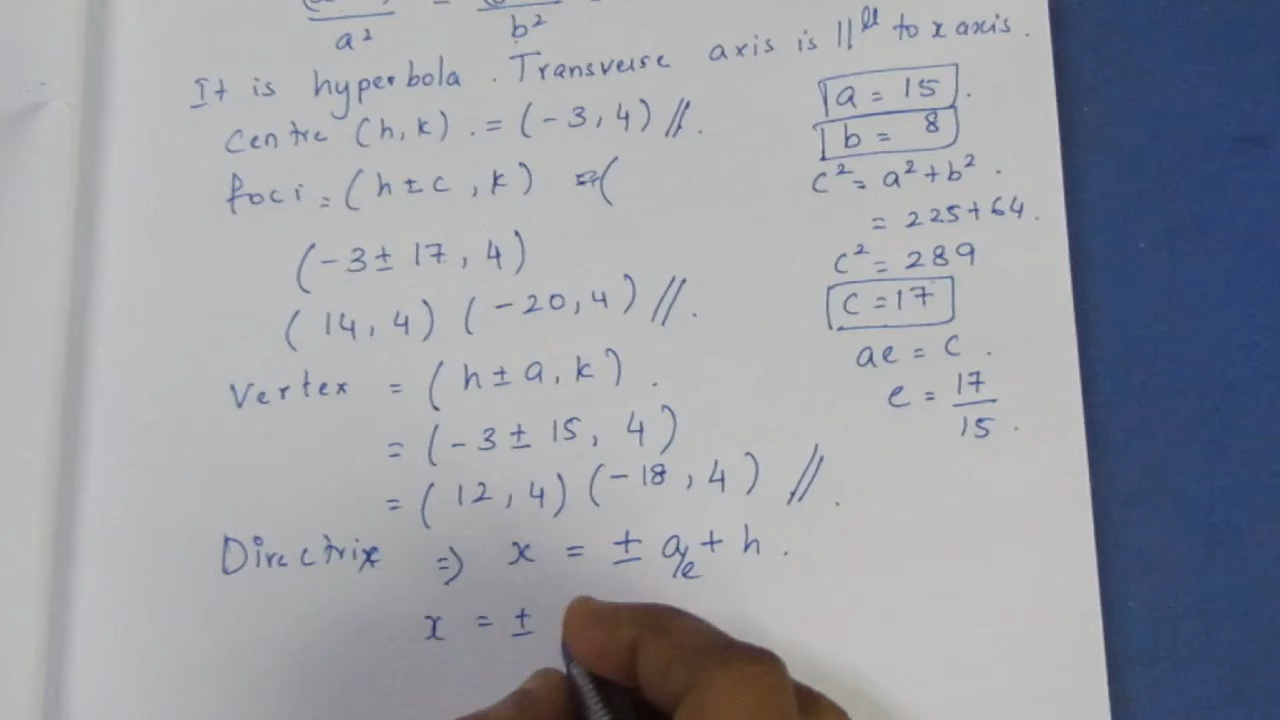 a² b²
It is hyperbola. Transverse axis is ||ˡˡ to x axis.
Centre (h, k). = (-3, 4) //.
foci = (h ± c, k) (
(-3 ± 17, 4)
(14, 4) (-20, 4) //.
Vertex = (h ± a, k).
= (-3 ± 15, 4)
= (12, 4) (-18, 4) //.
Directrix ⇒ x = ± a/e + h.
x = ±
a = 15.
b = 8
c² = a² + b².
= 225 + 64.
c² = 289
c = 17
ae = c.
e = 17/15.